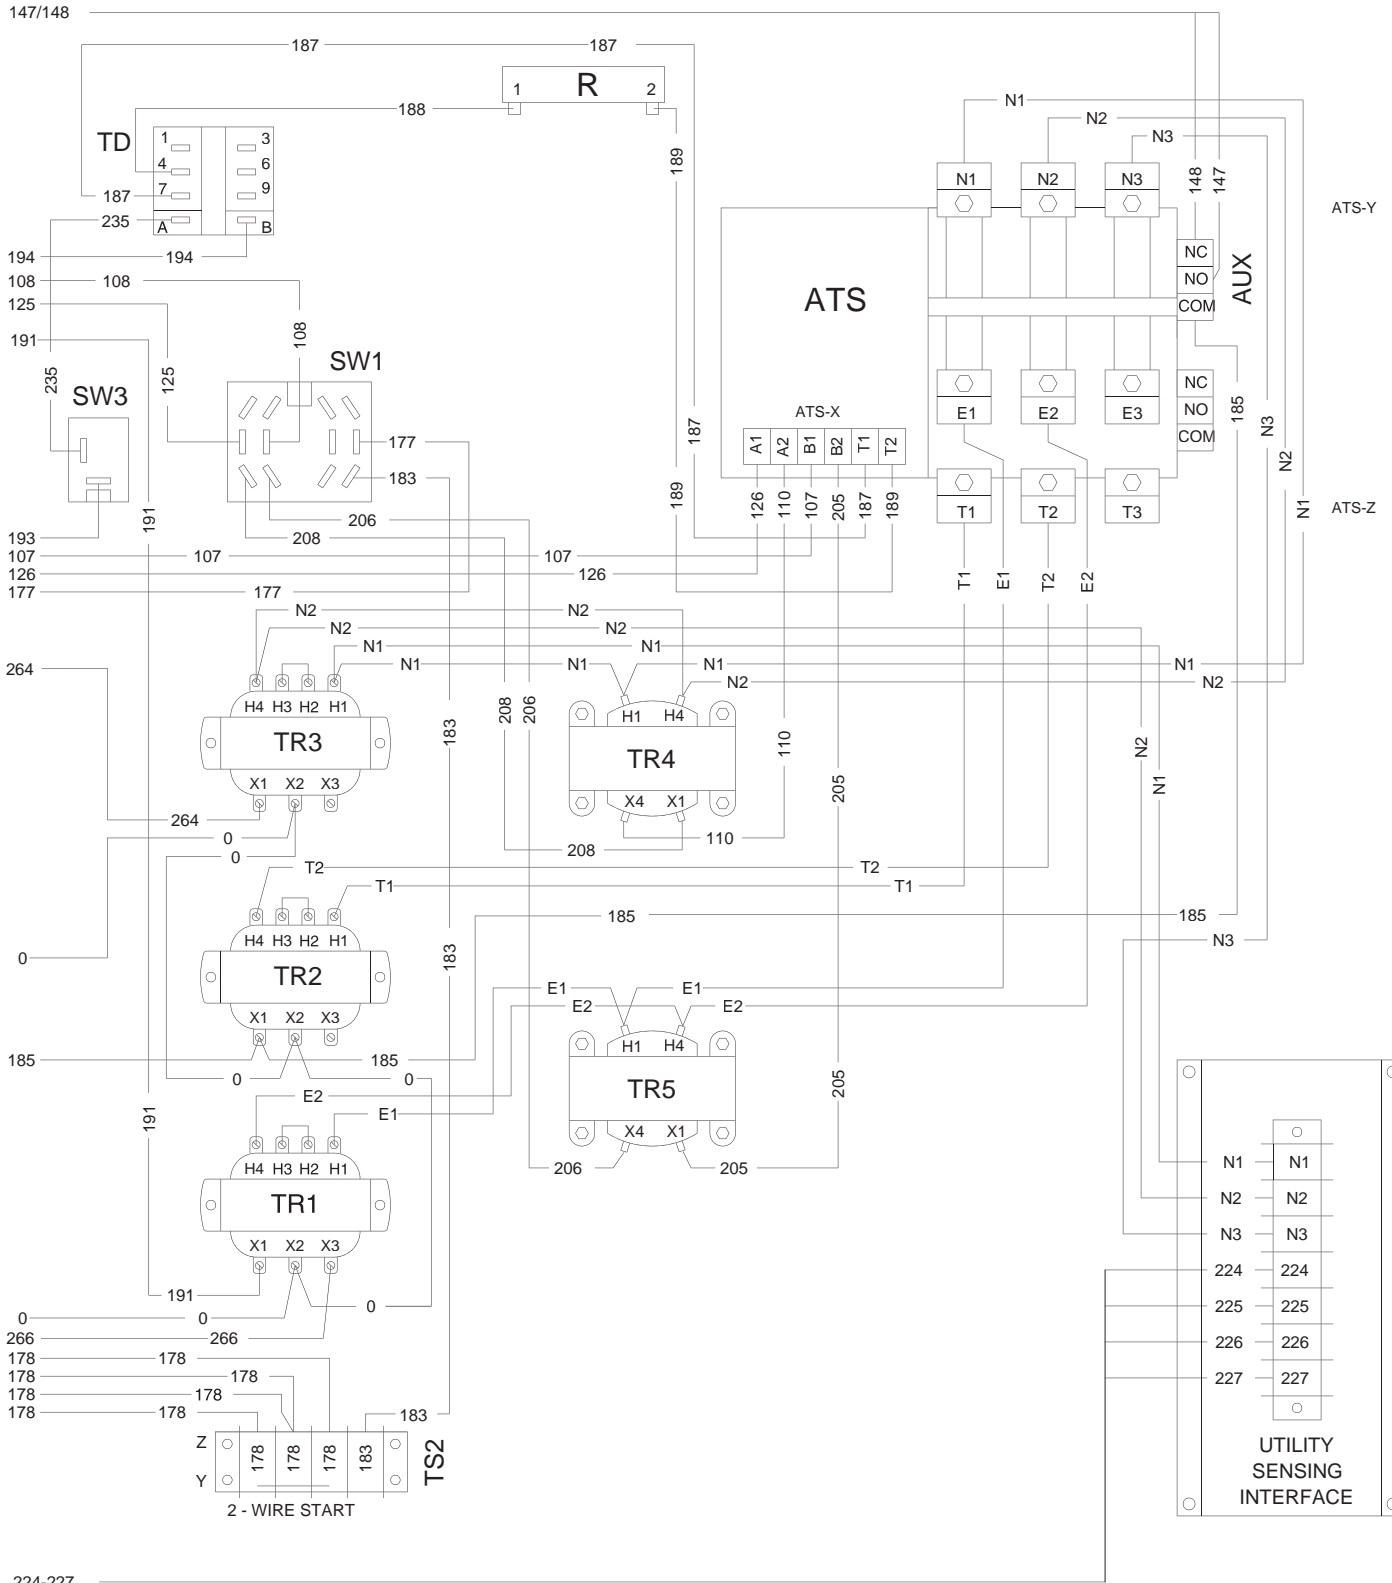 147/148
187 187
R
1 2
188
N1
N2
N3
TD
1 3
4 6
7 9
A B
187
235
189
148 147
N1 N2 N3
ATS-Y
194 194
108 108
125
191
NC
NO
COM
AUX
ATS
108
SW1
235
SW3
125
NC
NO
COM
185
E1 E2 E3
ATS-X
A1 A2 B1 B2 T1 T2
187
N3
N2
N1
177
183
189
126 110 107 205 187 189
T1 T2 T3
ATS-Z
191
206
208
193
107 107 107
126 126
177 177
T1 E1 T2 E2
N2 N2
N2 N2
N1 N1
N1 N1 N1 N1
N2 N2
264
H4 H3 H2 H1
TR3
X1 X2 X3
208 206
183
H1 H4
TR4
X4 X1
110
205
N2
N1
264
0
0
208
110
T2 T2
T1 T1
185 185
N3
H4 H3 H2 H1
TR2
X1 X2 X3
0
183
E1 E1
E2 E2
H1 H4
TR5
X4 X1
185 185
0 0
205
E2
E1
191
206 205
H4 H3 H2 H1
TR1
X1 X2 X3
191
0 0 0
266 266
178 178
178 178
178 178
178 178
183
Z
Y
178 178 178 183
TS2
2 - WIRE START
N1 N1
N2 N2
N3 N3
224 224
225 225
226 226
227 227
UTILITY
SENSING
INTERFACE
224-227